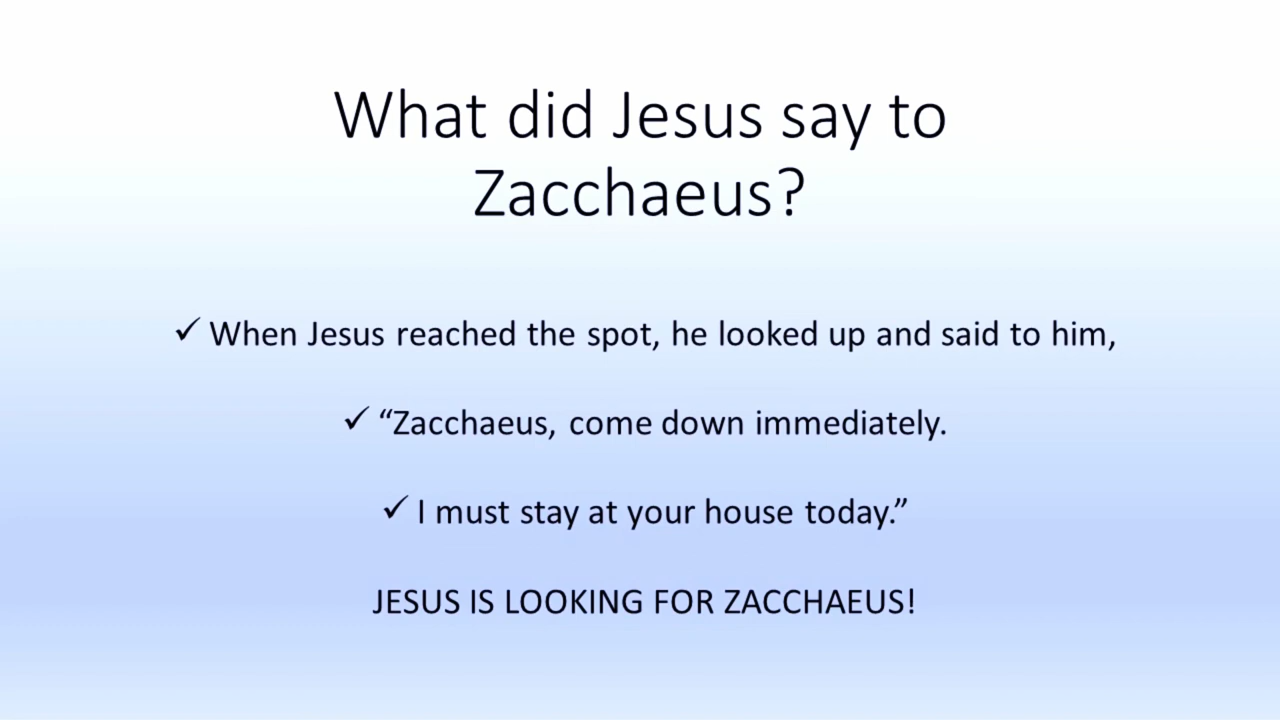 What did Jesus say to
Zacchaeus?
✓ When Jesus reached the spot, he looked up and said to him,
✓ “Zacchaeus, come down immediately.
✓ I must stay at your house today.”
JESUS IS LOOKING FOR ZACCHAEUS!